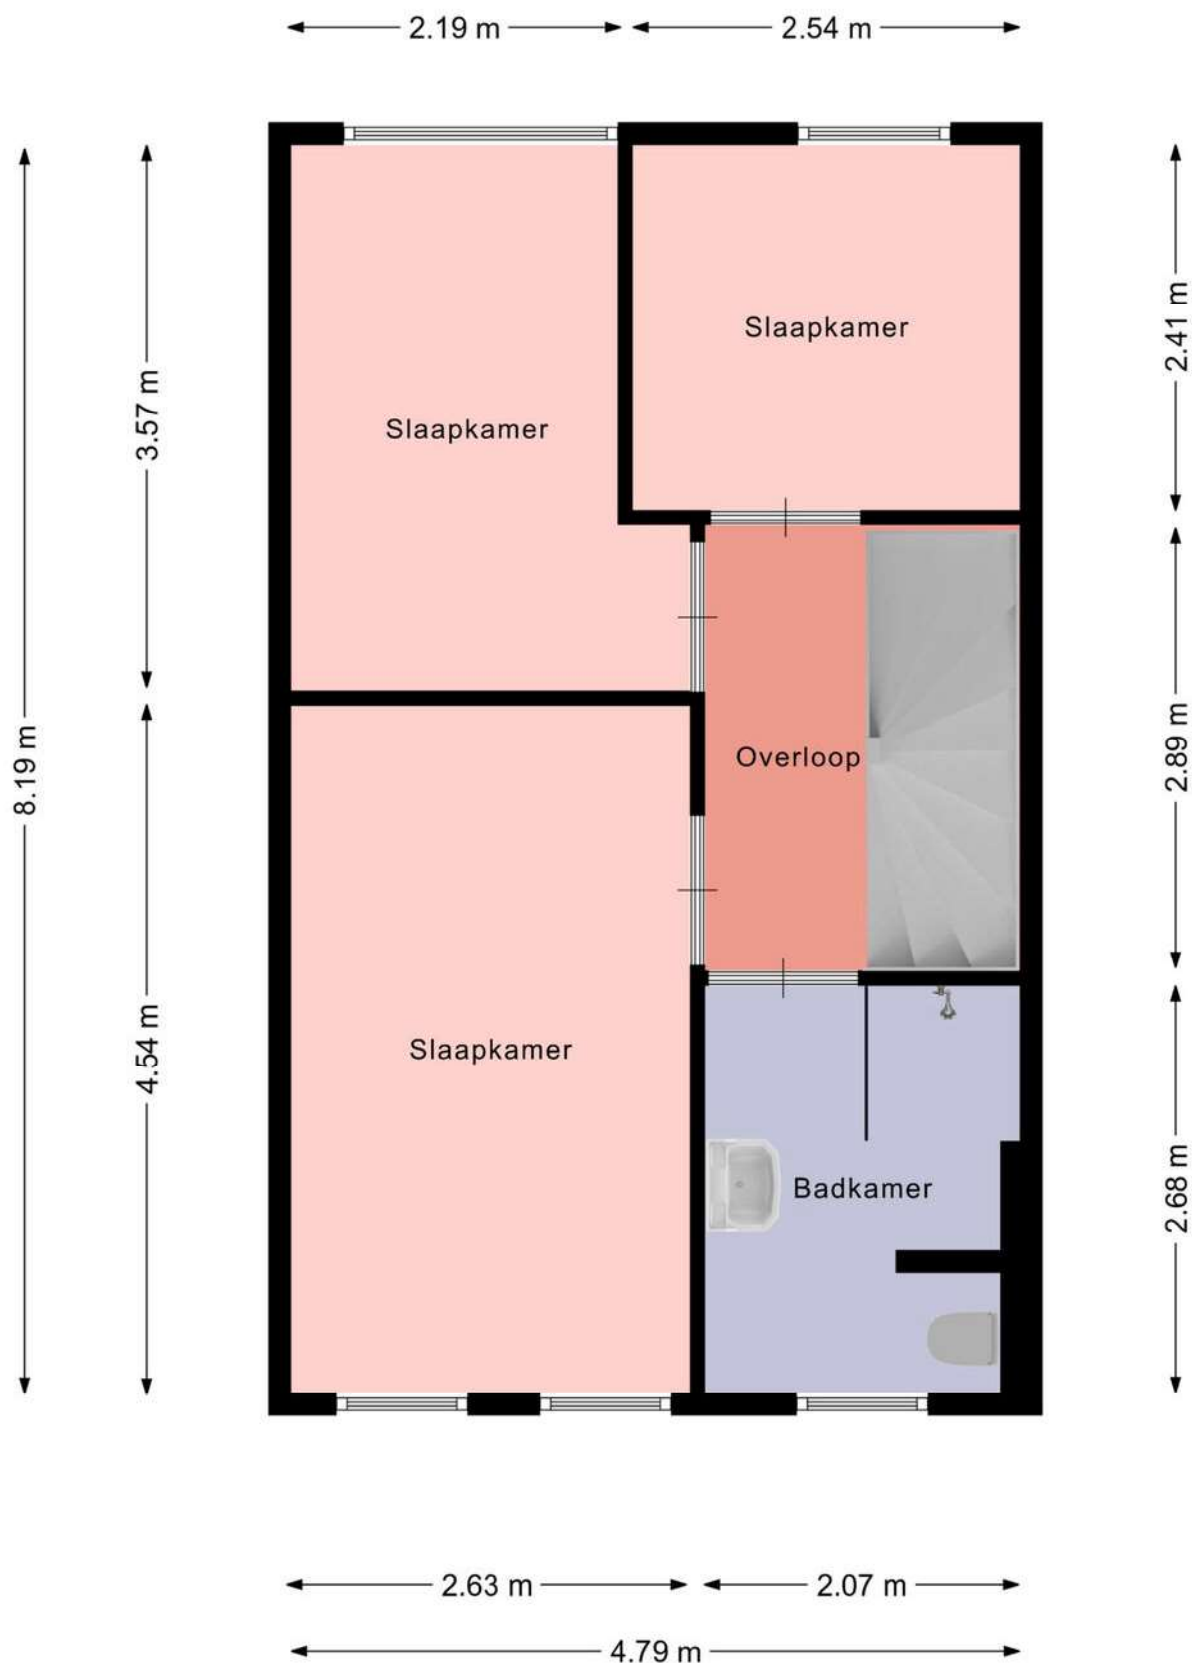 2.19 m
2.54 m
2.41 m
Slaapkamer
3.57 m
Slaapkamer
8.19 m
2.89 m
Overloop
4.54 m
Slaapkamer
2.68 m
Badkamer
2.63 m
2.07 m
4.79 m